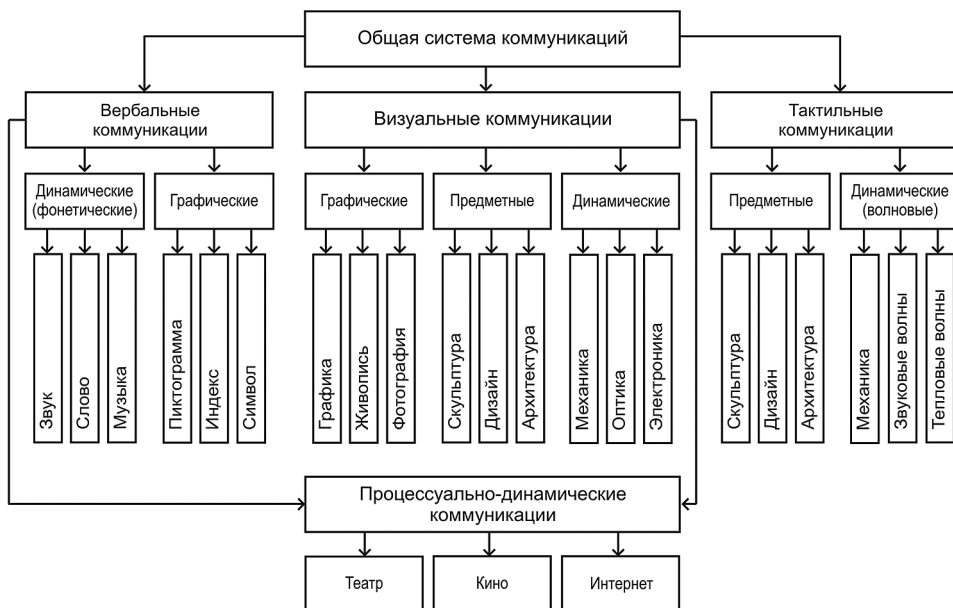 Общая система коммуникаций
Вербальные
коммуникации
Визуальные коммуникации
Тактильные
коммуникации
Динамические
(фонетические)
Графические
Графические
Предметные
Динамические
Предметные
Динамические
(волновые)
Звук
Слово
Музыка
Пиктограмма
Индекс
Символ
Графика
Живопись
Фотография
Скульптура
Дизайн
Архитектура
Механика
Оптика
Электроника
Скульптура
Дизайн
Архитектура
Механика
Звуковые волны
Тепловые волны
Процессуально-динамические
коммуникации
Театр
Кино
Интернет